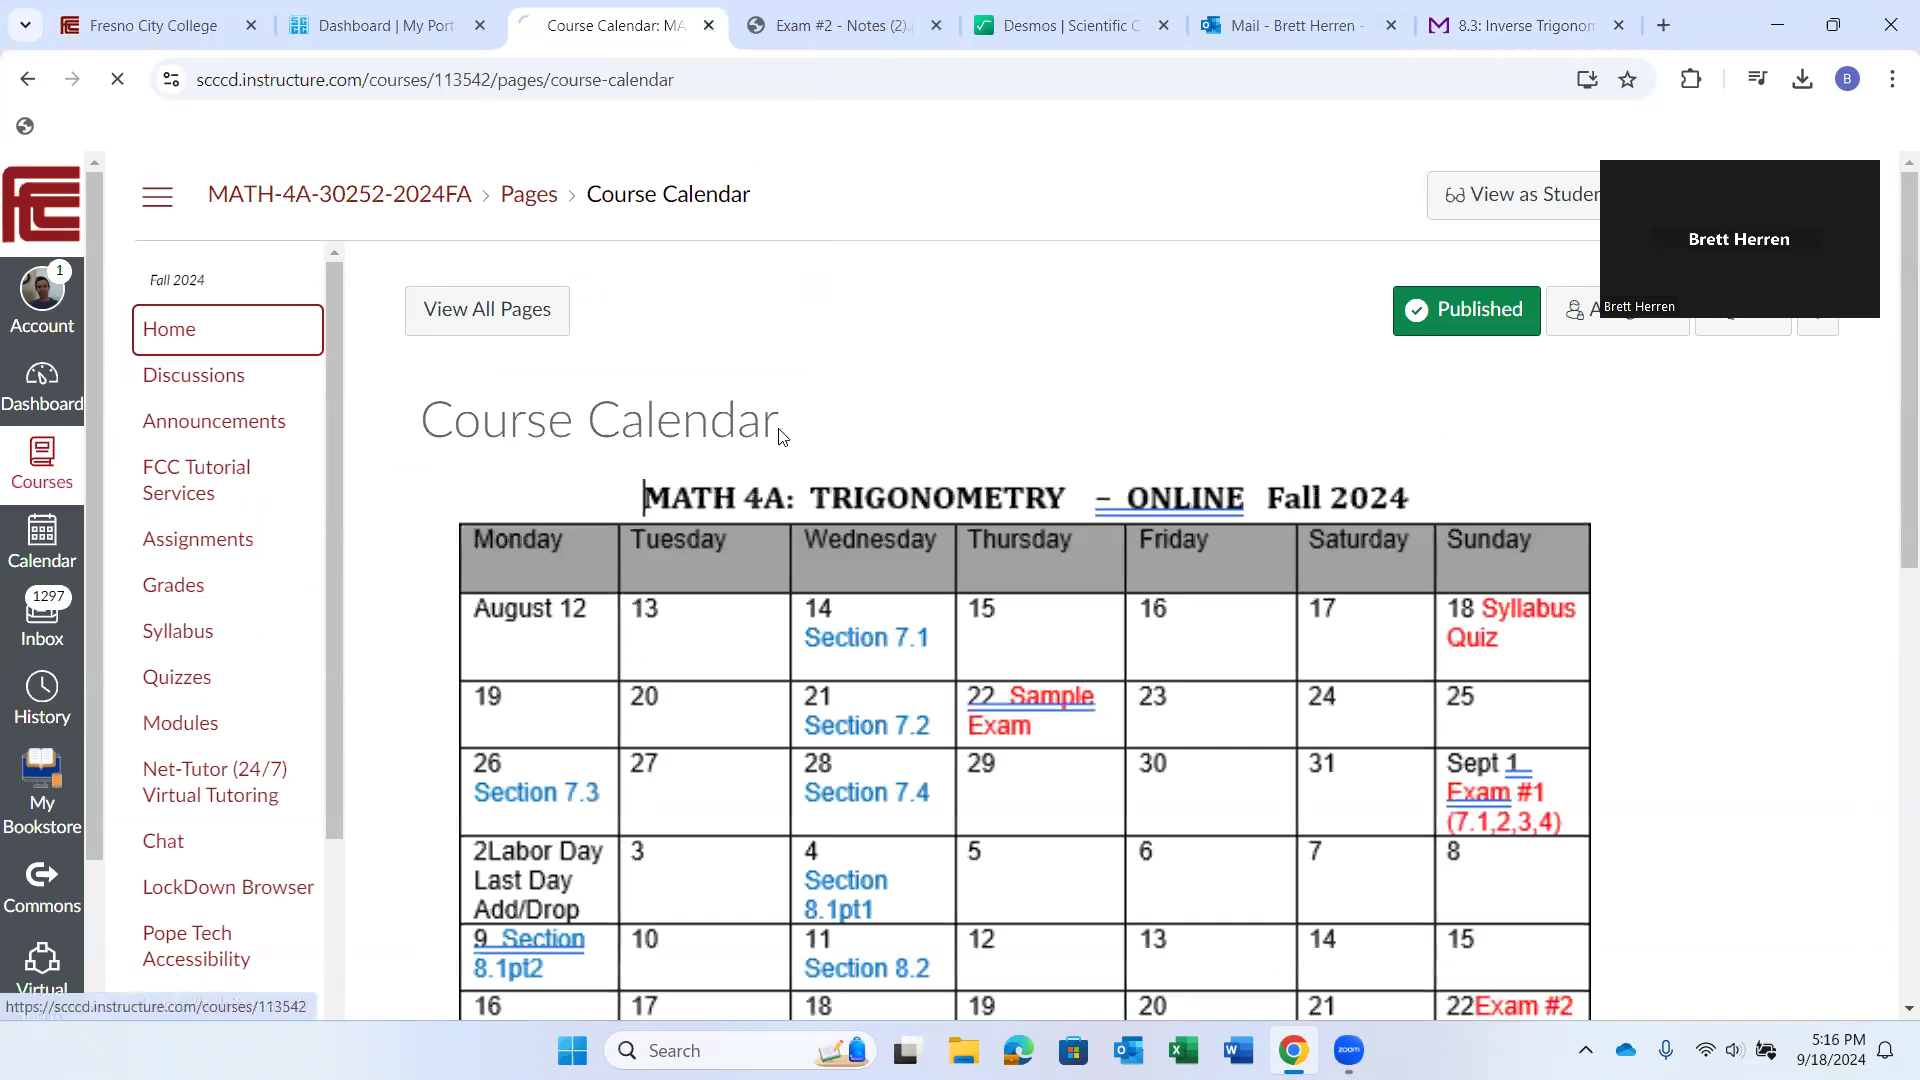 Fresno City College
Dashboard | My Port
Course Calendar: MA
Exam #2 - Notes (2).p
Desmos | Scientific C
Mail - Brett Herren -
8.3: Inverse Trigonom
scccd.instructure.com/courses/113542/pages/course-calendar
B
MATH-4A-30252-2024FA › Pages › Course Calendar
View as Studen
Brett Herren
Brett Herren
1
Account
Dashboard
Courses
Calendar
1297
Inbox
History
My
Bookstore
Commons
Virtual
Fall 2024
Home
Discussions
Announcements
FCC Tutorial
Services
Assignments
Grades
Syllabus
Quizzes
Modules
Net-Tutor (24/7)
Virtual Tutoring
Chat
LockDown Browser
Pope Tech
Accessibility
View All Pages
Published
Course Calendar
MATH 4A: TRIGONOMETRY – ONLINE Fall 2024
Monday Tuesday Wednesday Thursday Friday Saturday Sunday
August 12 13 14 15 16 17 18 Syllabus
Section 7.1 Quiz
19 20 21 22 Sample 23 24 25
Section 7.2 Exam
26 27 28 29 30 31 Sept 1
Section 7.3 Section 7.4 Exam #1
(7.1,2,3,4)
2Labor Day 3 4 5 6 7 8
Last Day Section
Add/Drop 8.1pt1
9 Section 10 11 12 13 14 15
8.1pt2 Section 8.2
16 17 18 19 20 21 22Exam #2
https://scccd.instructure.com/courses/113542
Search
zoom
5:16 PM
9/18/2024